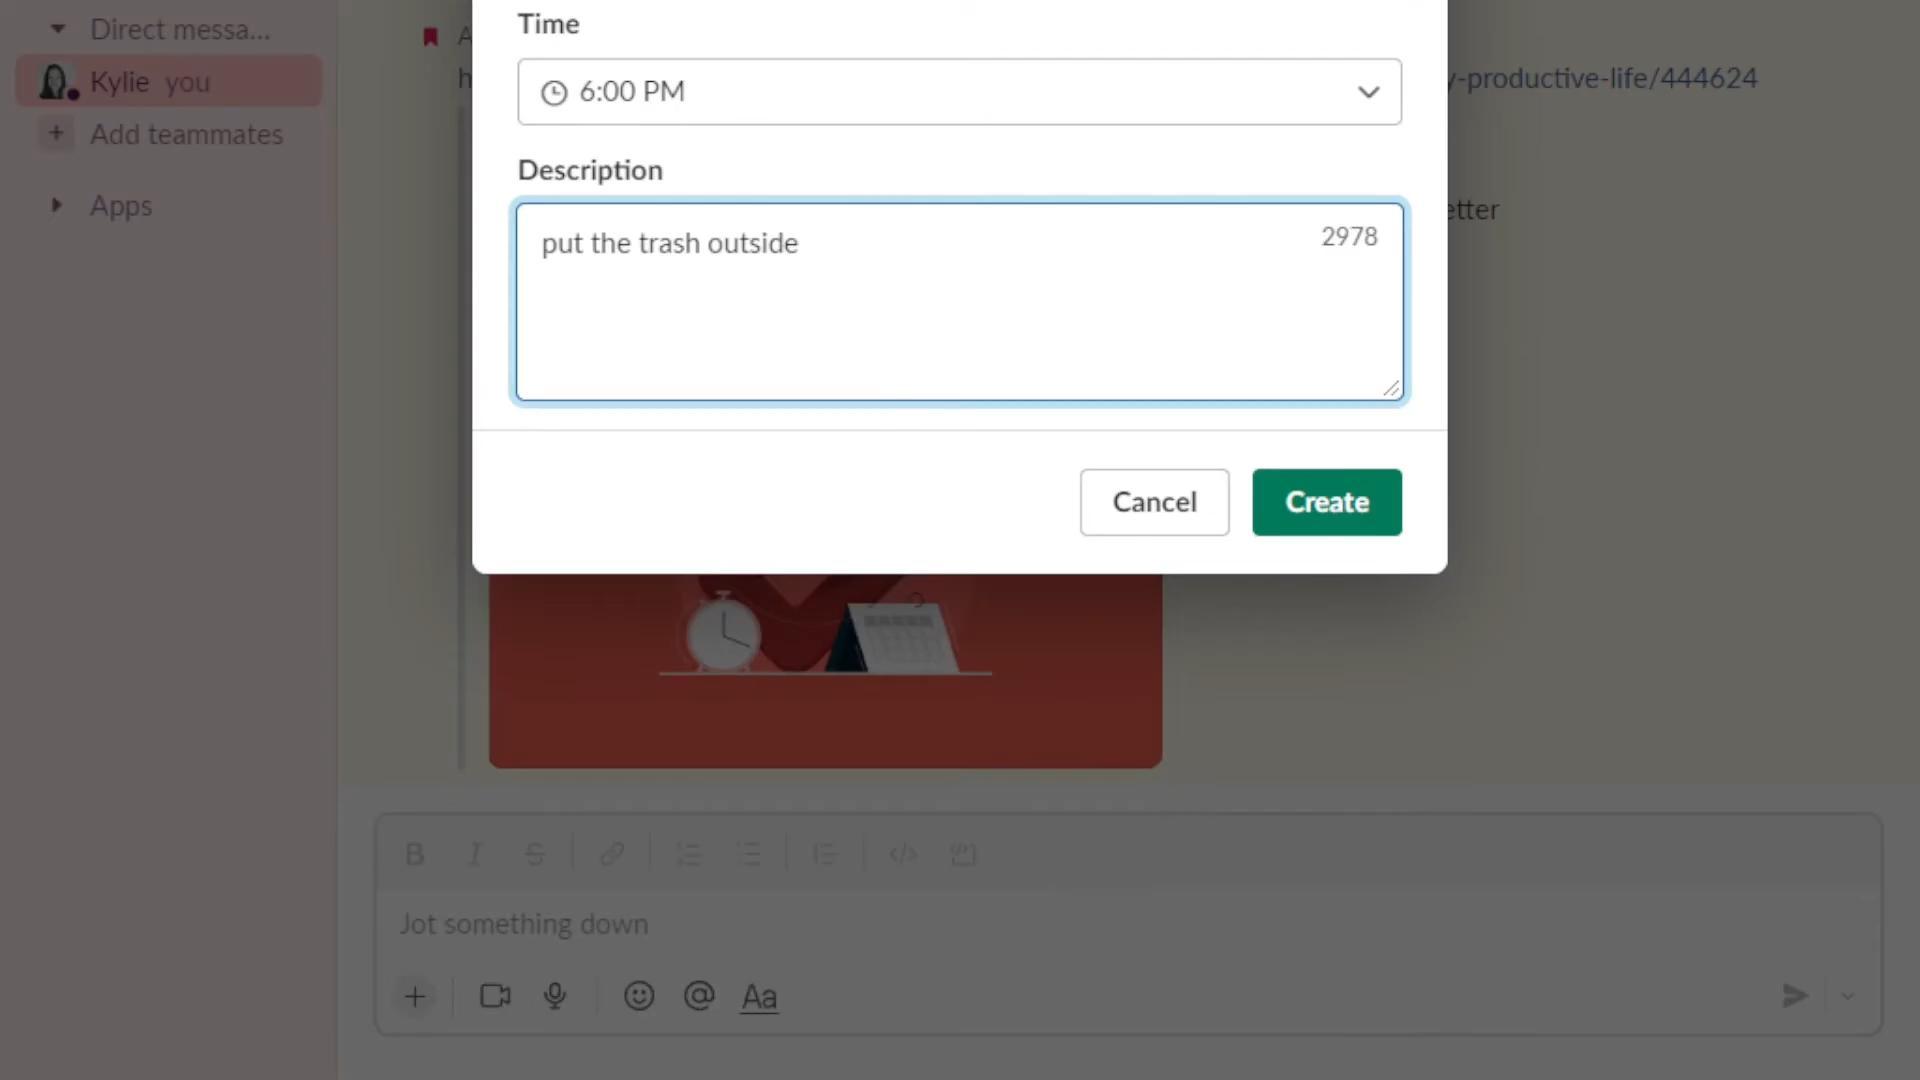 Direct messa...
Time
Kylie you
6:00 PM
y-productive-life/444624
Add teammates
Description
Apps
etter
put the trash outside
2978
Cancel
Create
B I S
Jot something down
@ Aa